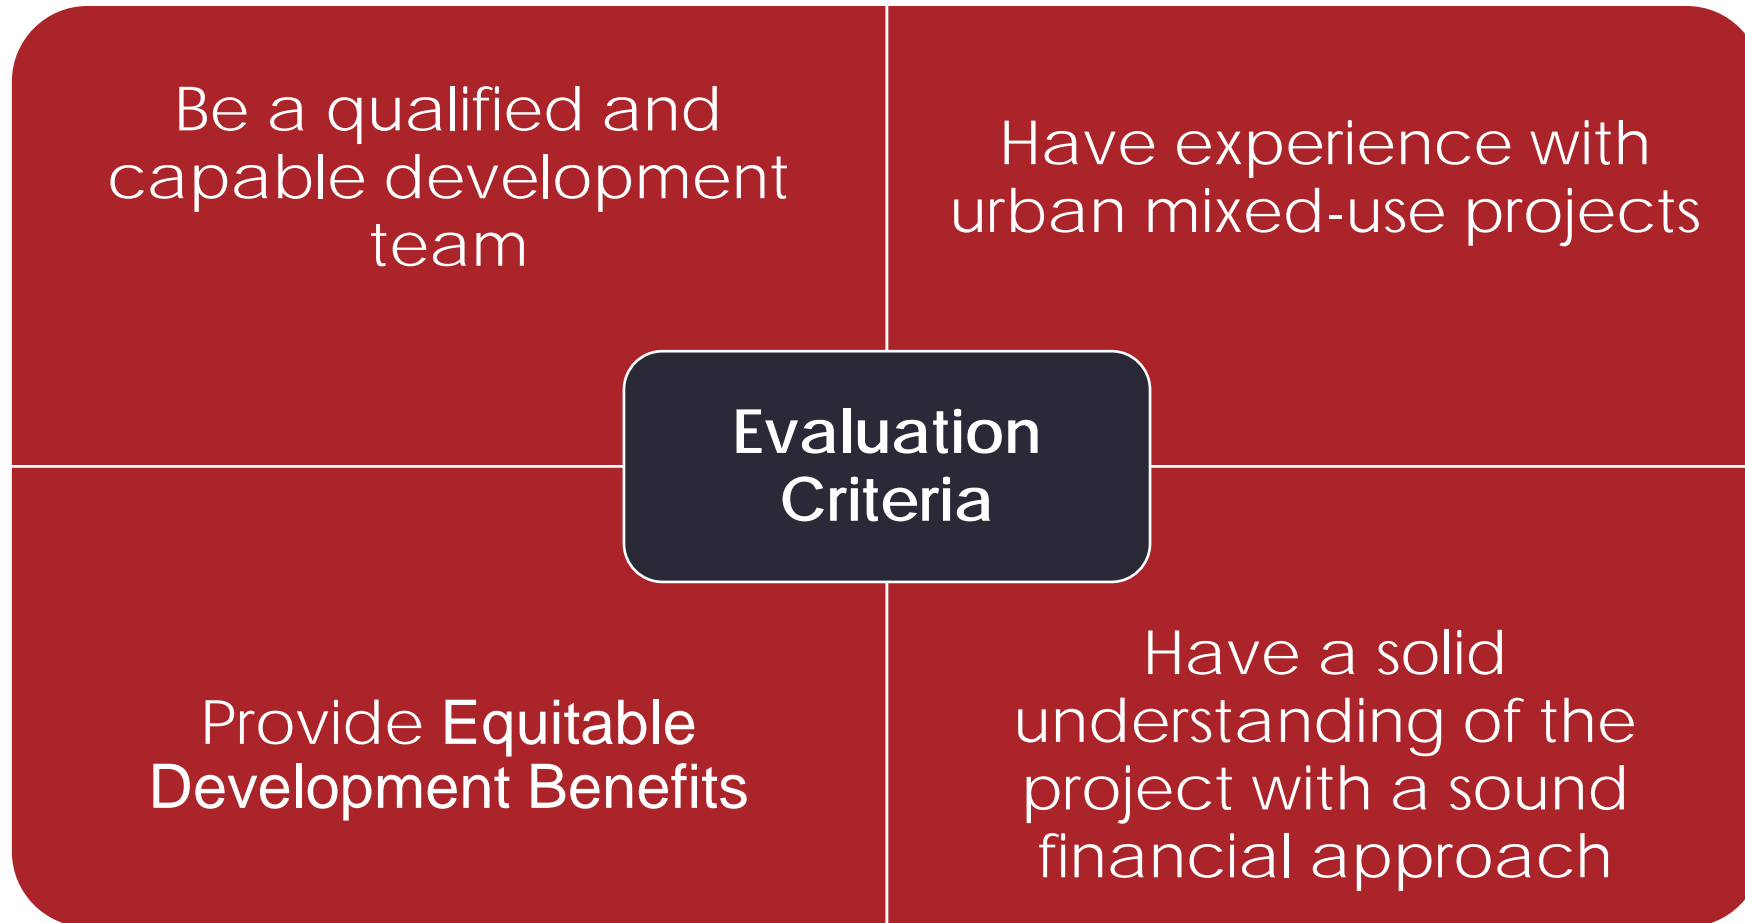 Be a qualified and
capable development
team
Have experience with
urban mixed-use projects
Evaluation
Criteria
Provide Equitable
Development Benefits
Have a solid
understanding of the
project with a sound
financial approach